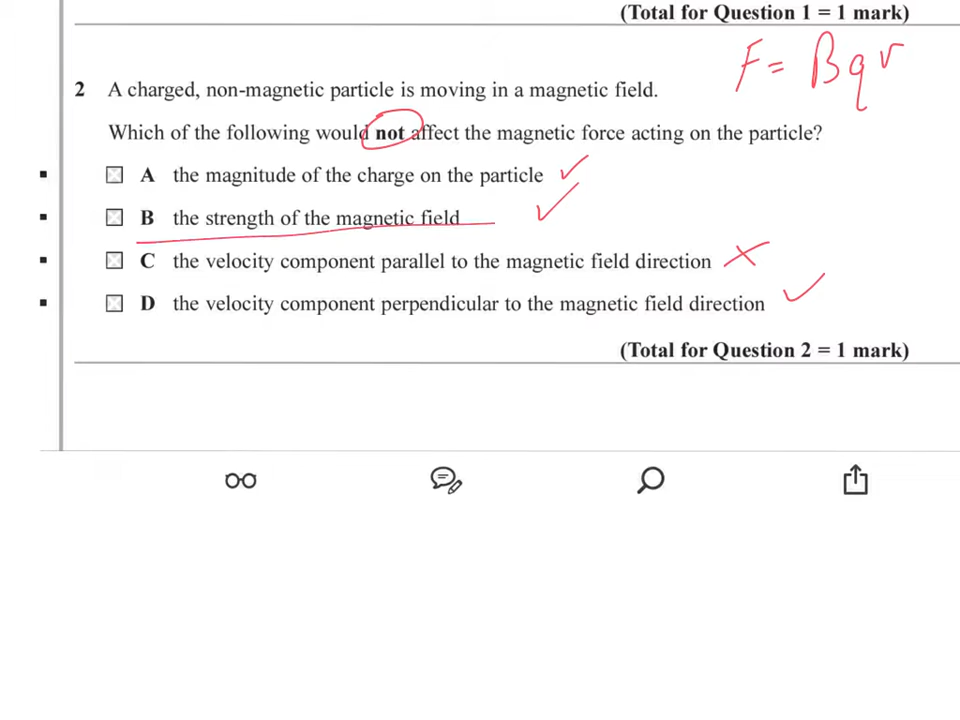 (Total for Question 1 = 1 mark)
F = Bqv
2 A charged, non-magnetic particle is moving in a magnetic field.
Which of the following would not affect the magnetic force acting on the particle?
A the magnitude of the charge on the particle ✓
B the strength of the magnetic field ✓
C the velocity component parallel to the magnetic field direction ✗
D the velocity component perpendicular to the magnetic field direction ✓
(Total for Question 2 = 1 mark)